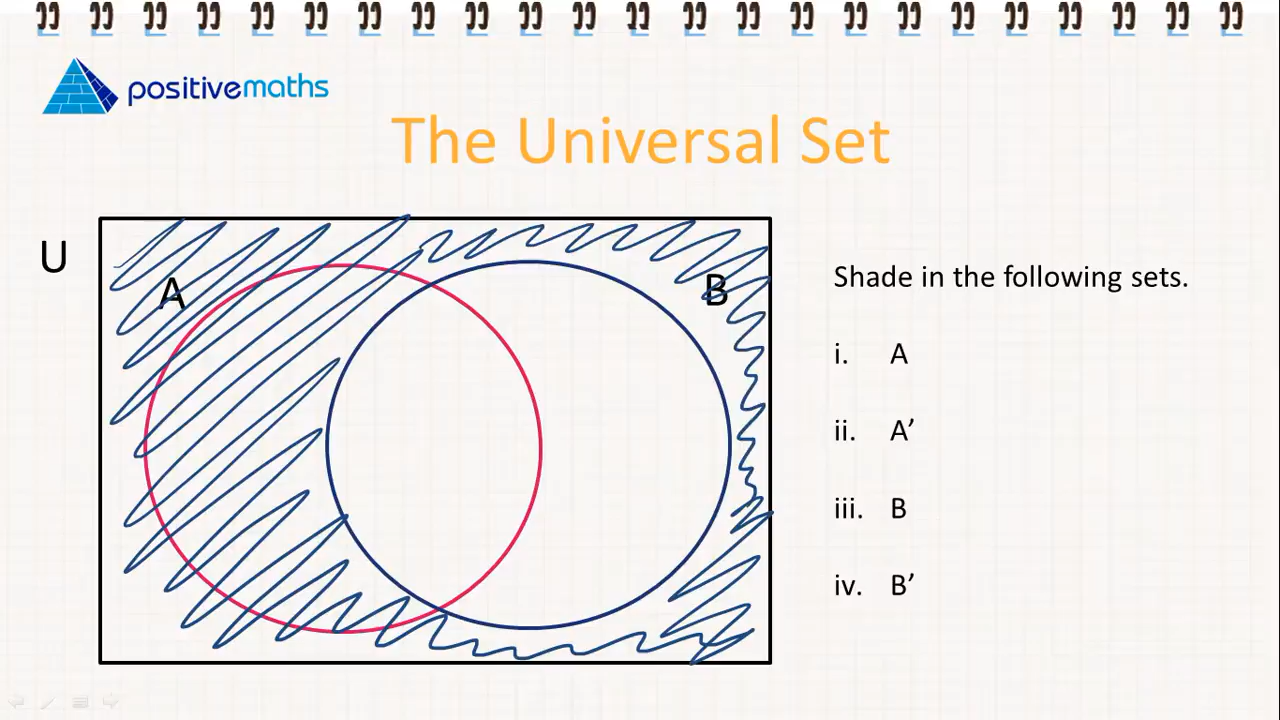 positivemaths
The Universal Set
U
A
B
Shade in the following sets.
i. A
ii. A’
iii. B
iv. B’